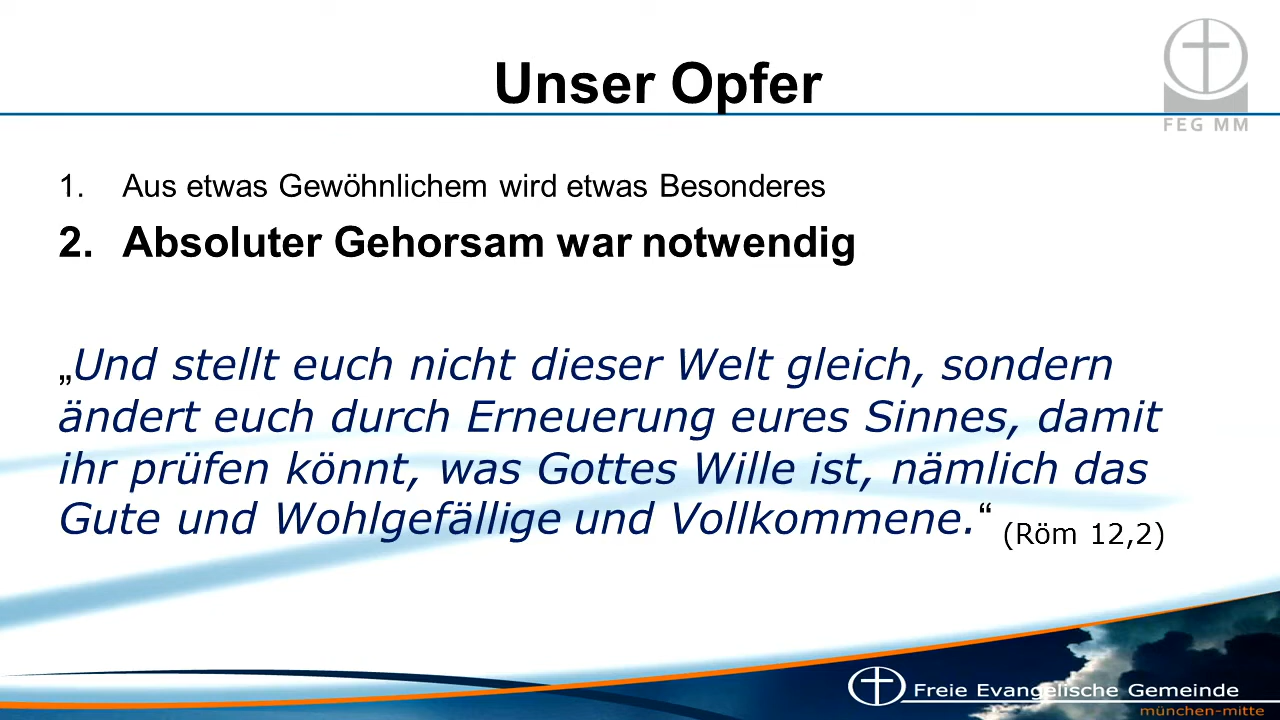 Unser Opfer
FEG MM
1. Aus etwas Gewöhnlichem wird etwas Besonderes
2. Absoluter Gehorsam war notwendig
„Und stellt euch nicht dieser Welt gleich, sondern
ändert euch durch Erneuerung eures Sinnes, damit
ihr prüfen könnt, was Gottes Wille ist, nämlich das
Gute und Wohlgefällige und Vollkommene.“ (Röm 12,2)
Freie Evangelische Gemeinde
münchen-mitte